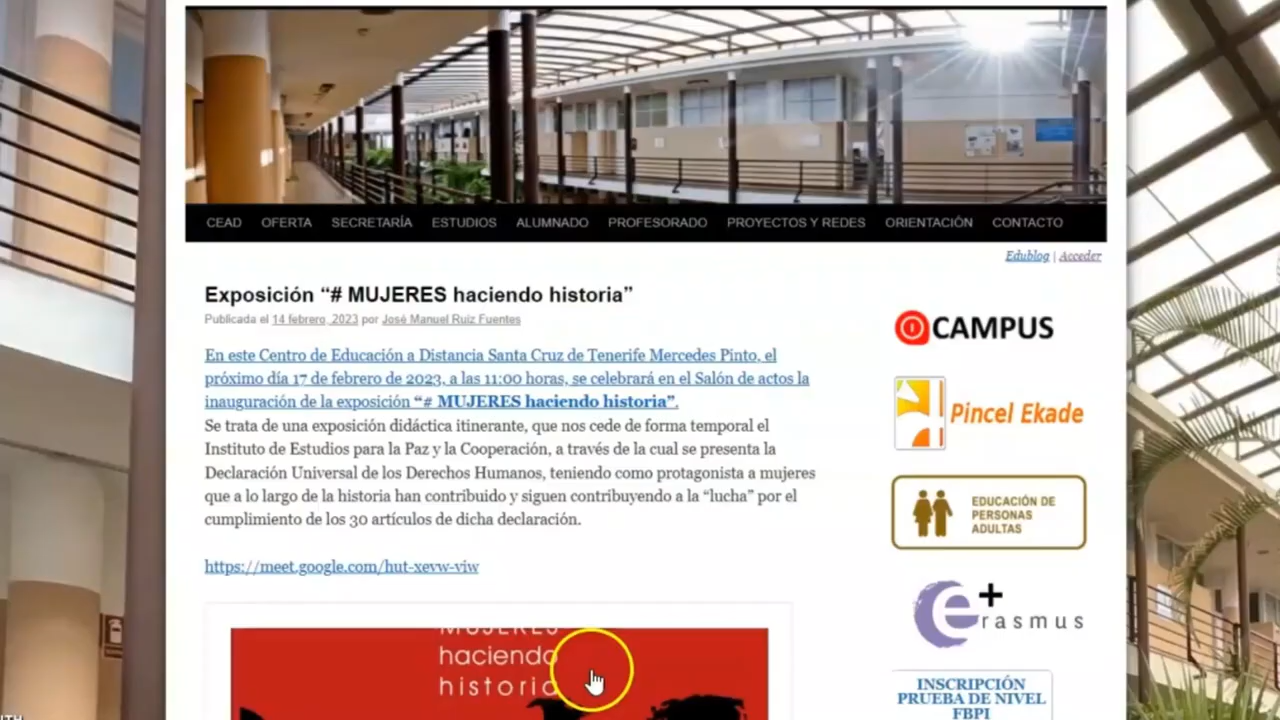 CEAD OFERTA SECRETARÍA ESTUDIOS ALUMNADO PROFESORADO PROYECTOS Y REDES ORIENTACIÓN CONTACTO
Edublog | Acceder
Exposición “# MUJERES haciendo historia”
Publicada el 14 febrero, 2023 por José Manuel Ruiz Fuentes
En este Centro de Educación a Distancia Santa Cruz de Tenerife Mercedes Pinto, el
próximo día 17 de febrero de 2023, a las 11:00 horas, se celebrará en el Salón de actos la
inauguración de la exposición “# MUJERES haciendo historia”.
Se trata de una exposición didáctica itinerante, que nos cede de forma temporal el
Instituto de Estudios para la Paz y la Cooperación, a través de la cual se presenta la
Declaración Universal de los Derechos Humanos, teniendo como protagonista a mujeres
que a lo largo de la historia han contribuido y siguen contribuyendo a la “lucha” por el
cumplimiento de los 30 artículos de dicha declaración.
https://meet.google.com/hut-xevw-viw
MUJERES
haciendo
historia
CAMPUS
Pincel Ekade
EDUCACIÓN DE
PERSONAS
ADULTAS
e+rasmus
INSCRIPCIÓN
PRUEBA DE NIVEL
FBPI